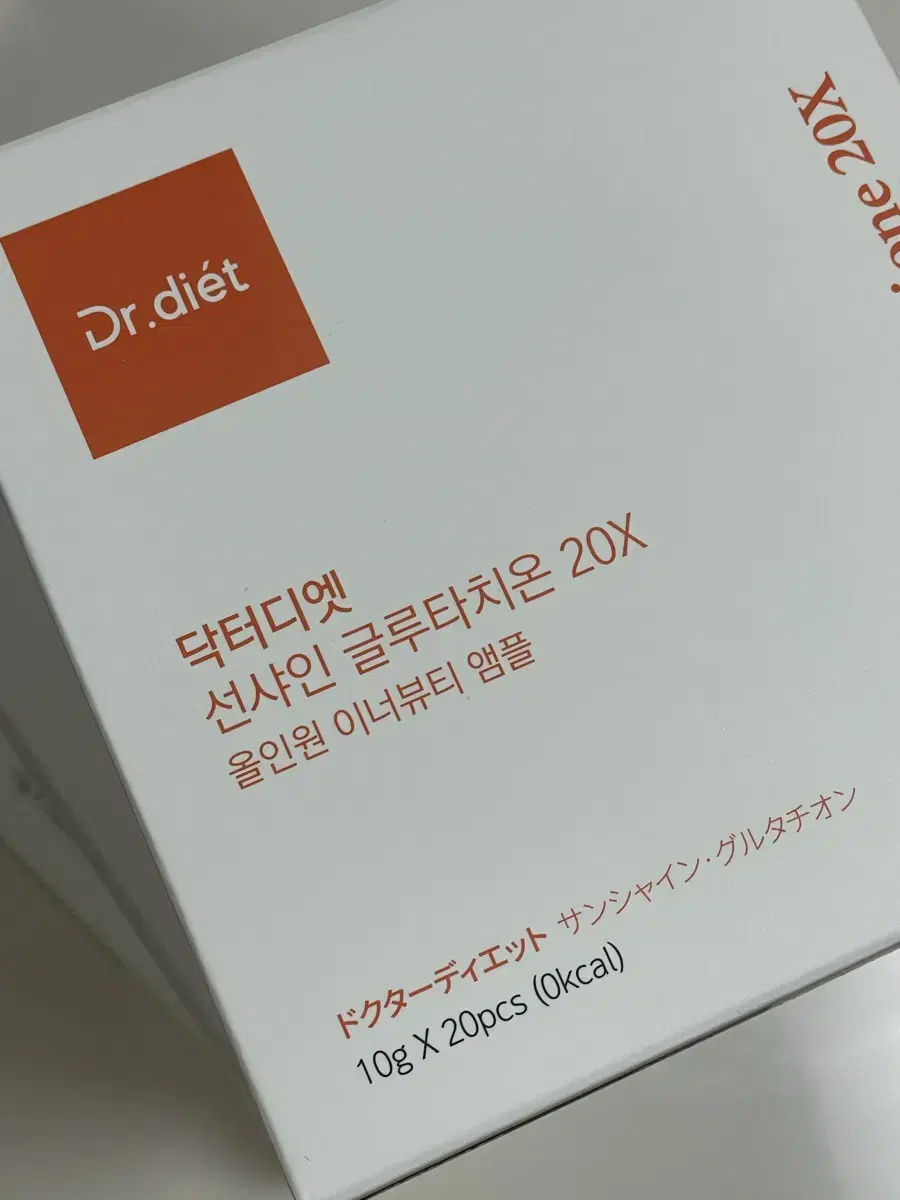 Dr.diét
닥터디엣
선샤인 글루타치온 20X
올인원 이너뷰티 앰플
ドクターディエット サンシャイン·グルタチオン
10g X 20pcs (0kcal)
20X